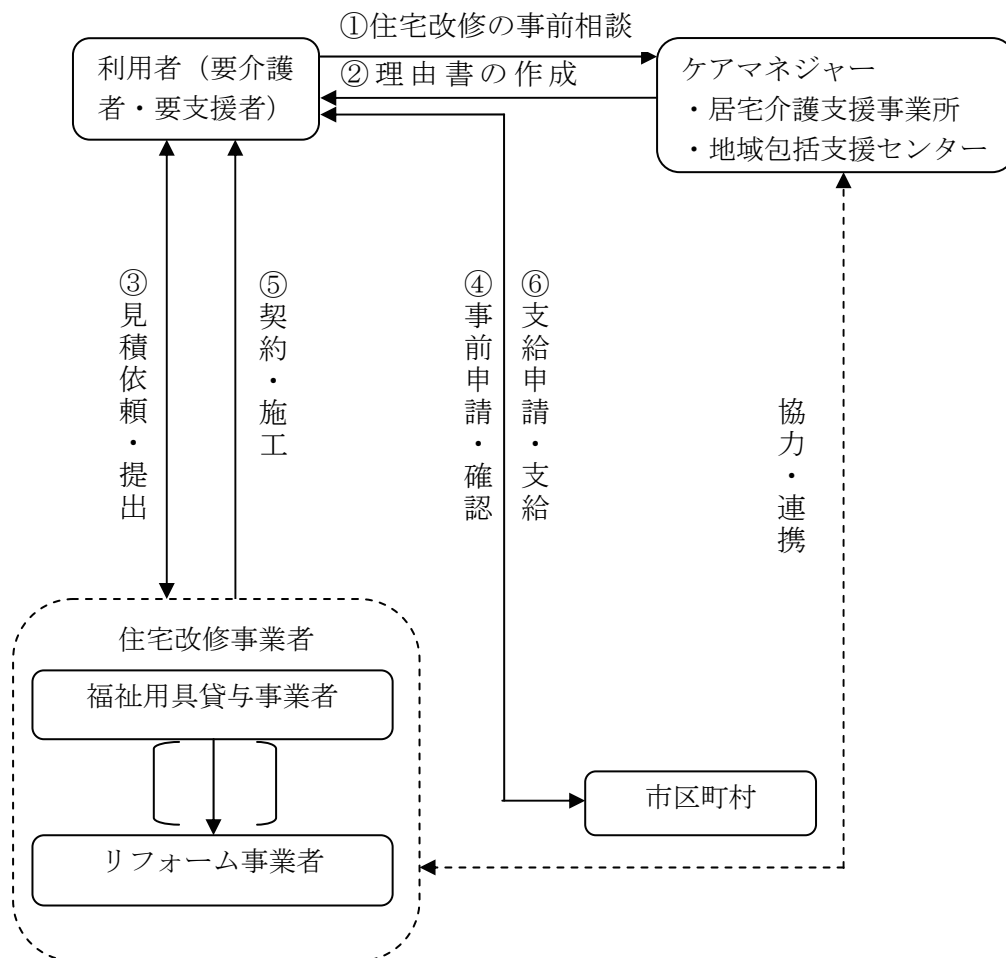 ①住宅改修の事前相談
利用者（要介護
者・要支援者）
②理由書の作成
ケアマネジャー
・居宅介護支援事業所
・地域包括支援センター
③見積依頼・提出
⑤契約・施工
④事前申請・確認
⑥支給申請・支給
協力・連携
住宅改修事業者
福祉用具貸与事業者
リフォーム事業者
市区町村